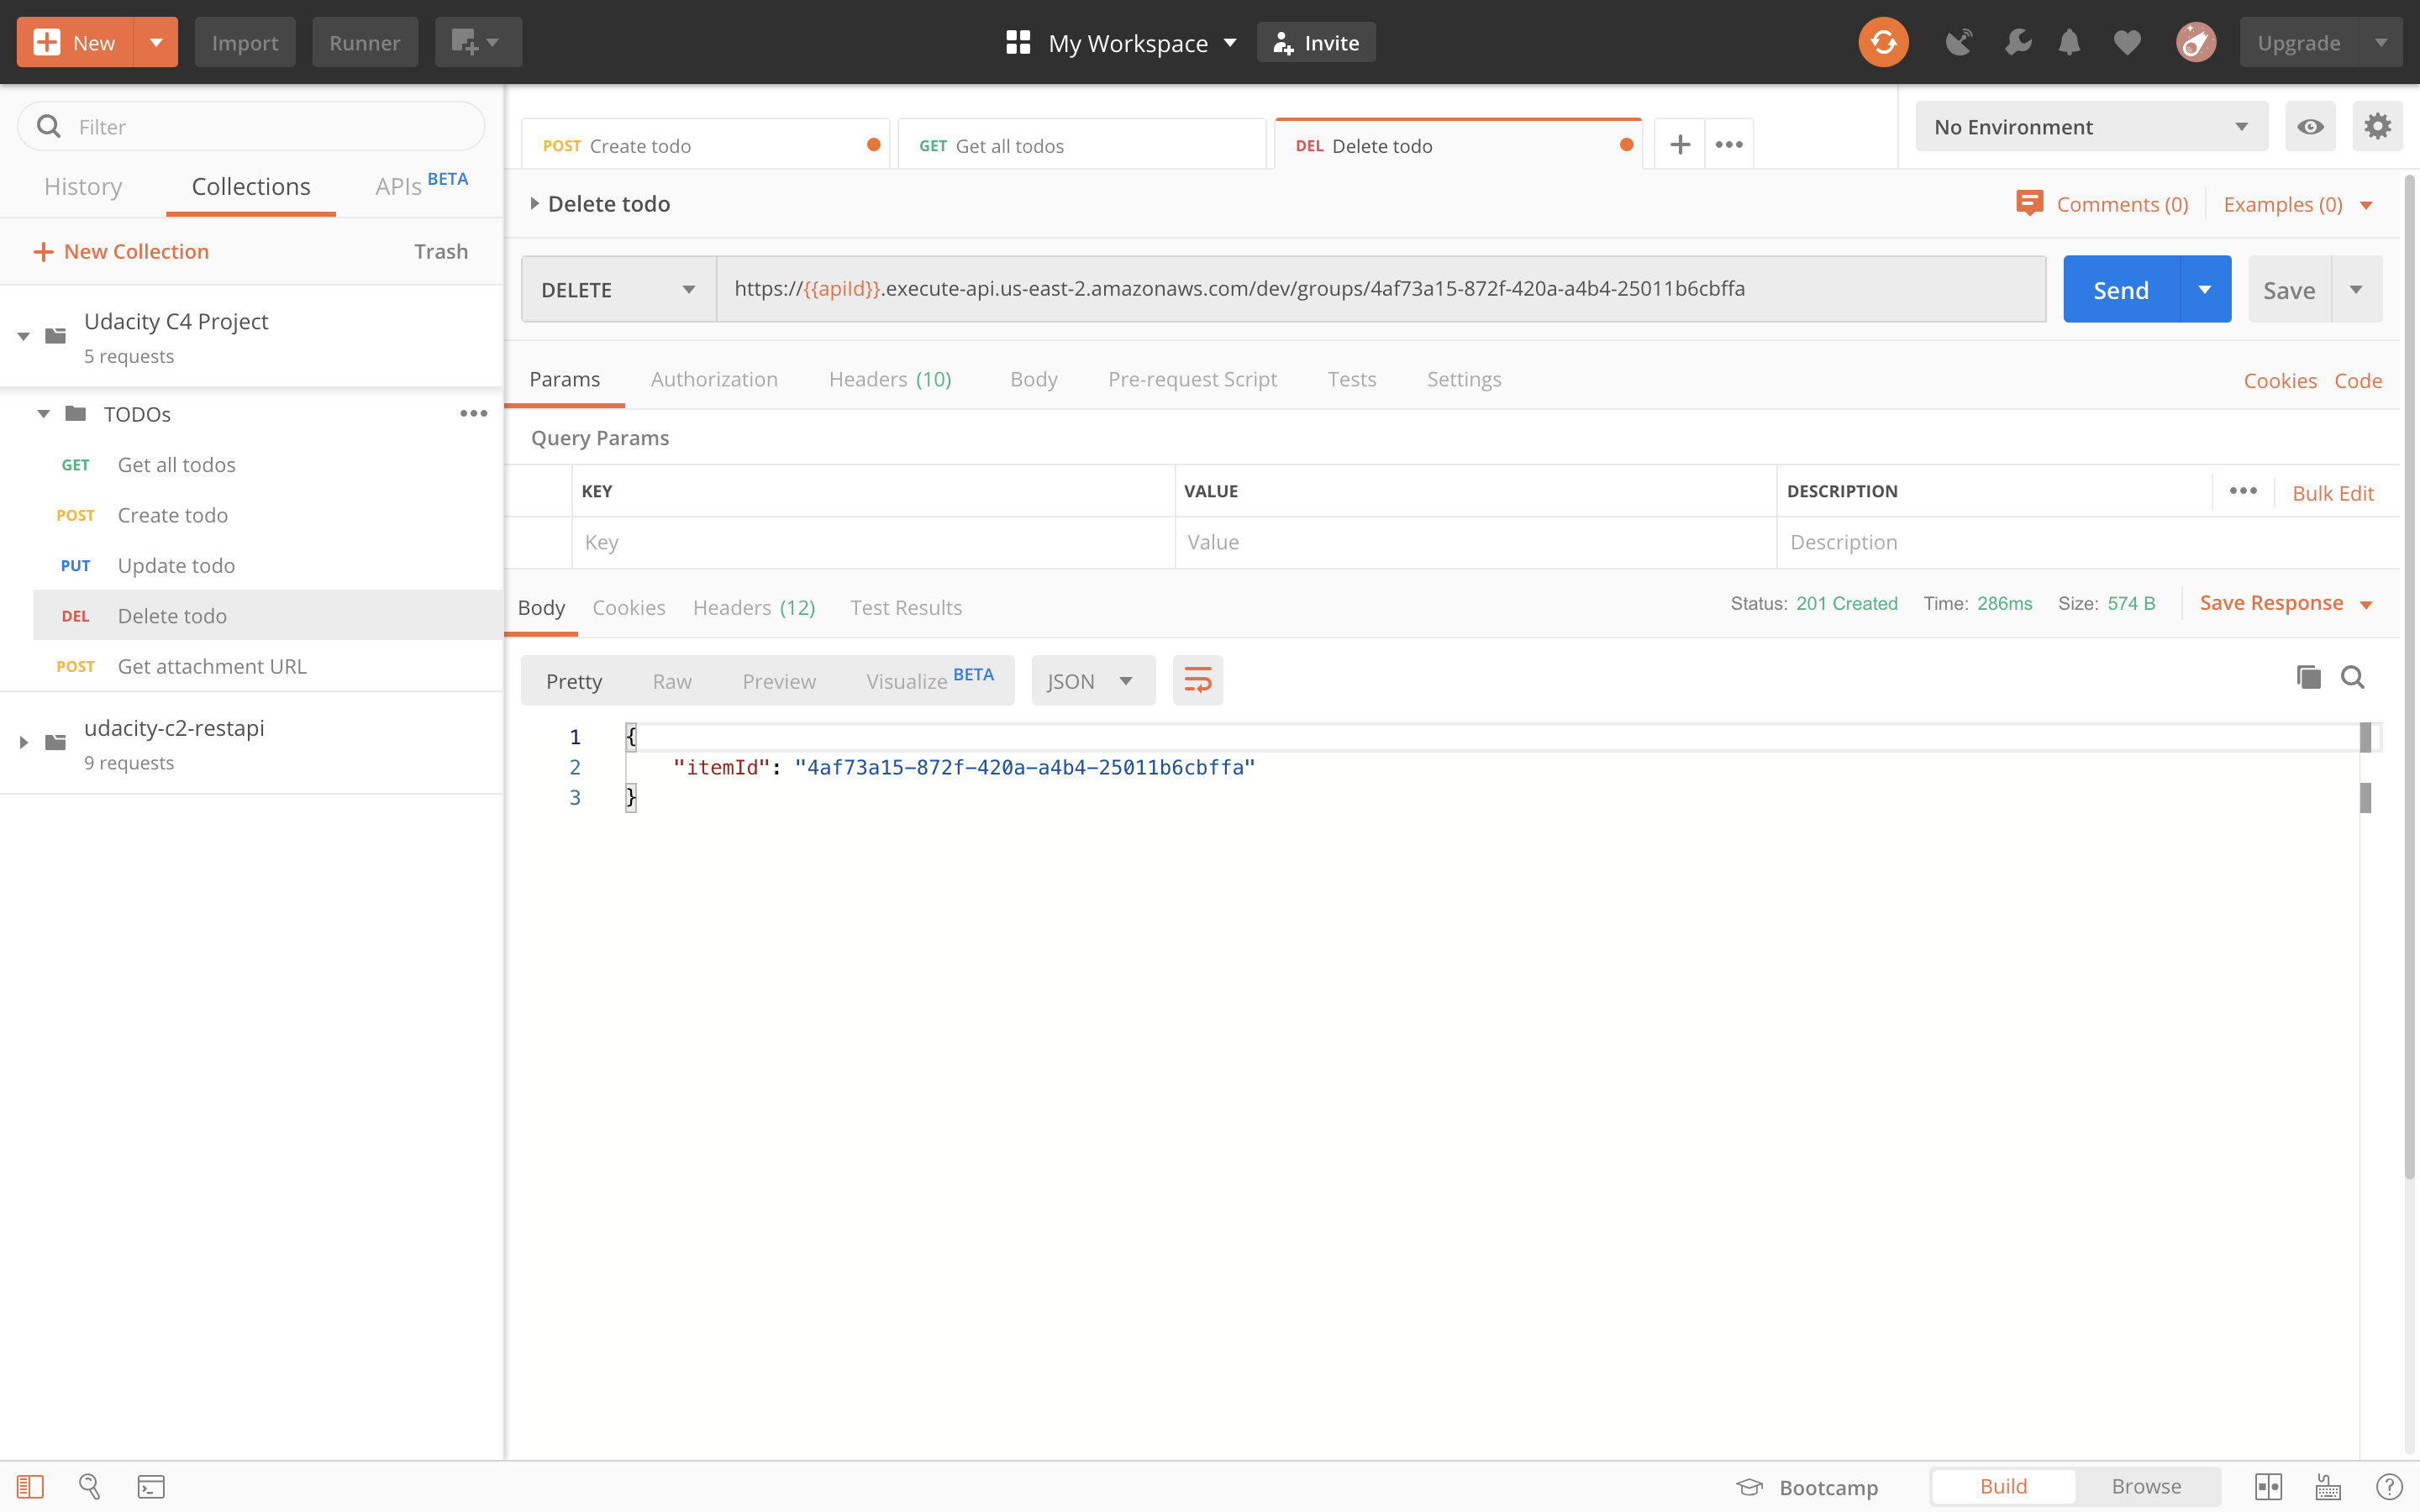 New
Import
Runner
My Workspace
Invite
Upgrade
Filter
History
Collections
APIs BETA
New Collection
Trash
Udacity C4 Project
5 requests
TODOs
GET Get all todos
POST Create todo
PUT Update todo
DEL Delete todo
POST Get attachment URL
udacity-c2-restapi
9 requests
POST Create todo
GET Get all todos
DEL Delete todo
No Environment
Delete todo
Comments (0)
Examples (0)
DELETE
https://{{apiId}}.execute-api.us-east-2.amazonaws.com/dev/groups/4af73a15-872f-420a-a4b4-25011b6cbffa
Send
Save
Params
Authorization
Headers (10)
Body
Pre-request Script
Tests
Settings
Cookies
Code
Query Params
KEY
VALUE
DESCRIPTION
Bulk Edit
Key
Value
Description
Body
Cookies
Headers (12)
Test Results
Status: 201 Created
Time: 286ms
Size: 574 B
Save Response
Pretty
Raw
Preview
Visualize BETA
JSON
1 {
2 "itemId": "4af73a15-872f-420a-a4b4-25011b6cbffa"
3 }
Bootcamp
Build
Browse